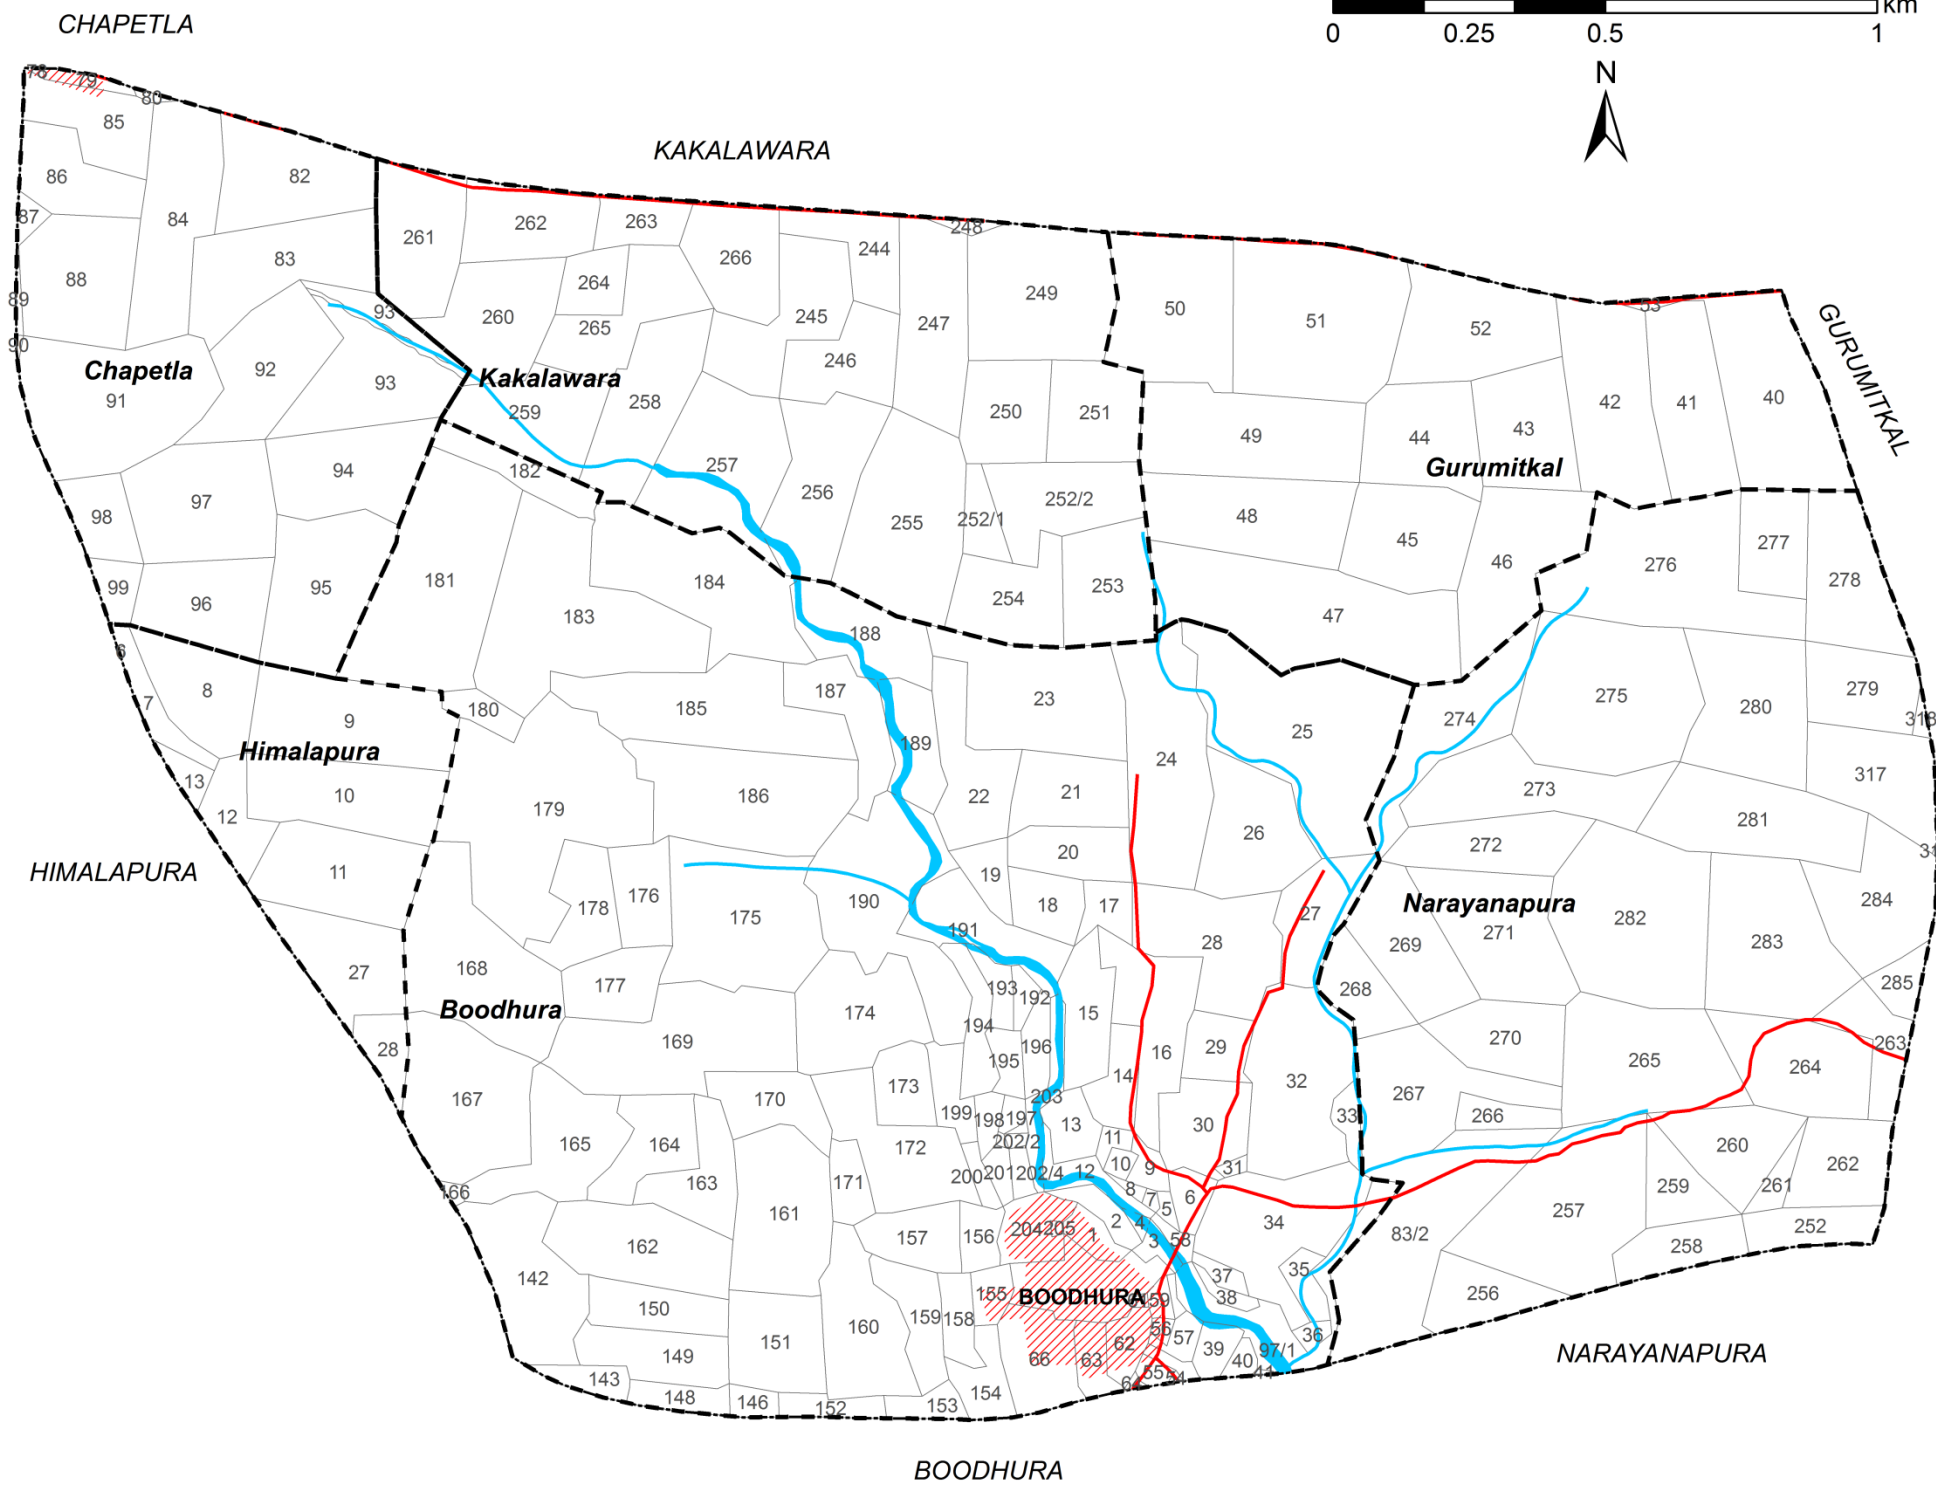 km
0 0.25 0.5 1
N
CHAPETLA
KAKALAWARA
GURUMITKAL
78 79 80
85
86 82
87 84
261 262 263 248
244
83 266
88 264 249
89 93 50 53
260 265 245 247 51 52
90 246
Chapetla 92 93 Kakalawara
91 259 258 250 251 42 41 40
49 44 43
94 182 257 Gurumitkal
98 97 256 255 252/1 252/2 48 45 46 277
276
99 96 95 181 183 184 254 253 47 278
6 188
7 8 9 180 185 187 23 25 274 275 280 279
318
Himalapura 189 24
13 12 10 179 186 22 21 26 273 317
281
HIMALAPURA 11 20 272
19
178 176 175 190 18 17 27 Narayanapura 284
191 28 269 271 282 283
27 168 177 193 192 268 285
Boodhura 174 194 15
28 169 195 196 16 29 270 265 263
264
173 14 32
167 170 203 267
199 198 197 13 30 33 266
165 164 172 202/2 11 260
163 171 200 201 202/4 12 10 9 31 262
166 8 7 6 259 261
161 5
162 157 156 204 205 1 2 4 3 58 34 83/2 257 252
142 258
37 35
150 155 BOODHURA 59 38 256
151 160 159 158 56 57 36
149 62 39 97/1
143 66 63 40 41
148 146 152 153 154 55
NARAYANAPURA
BOODHURA